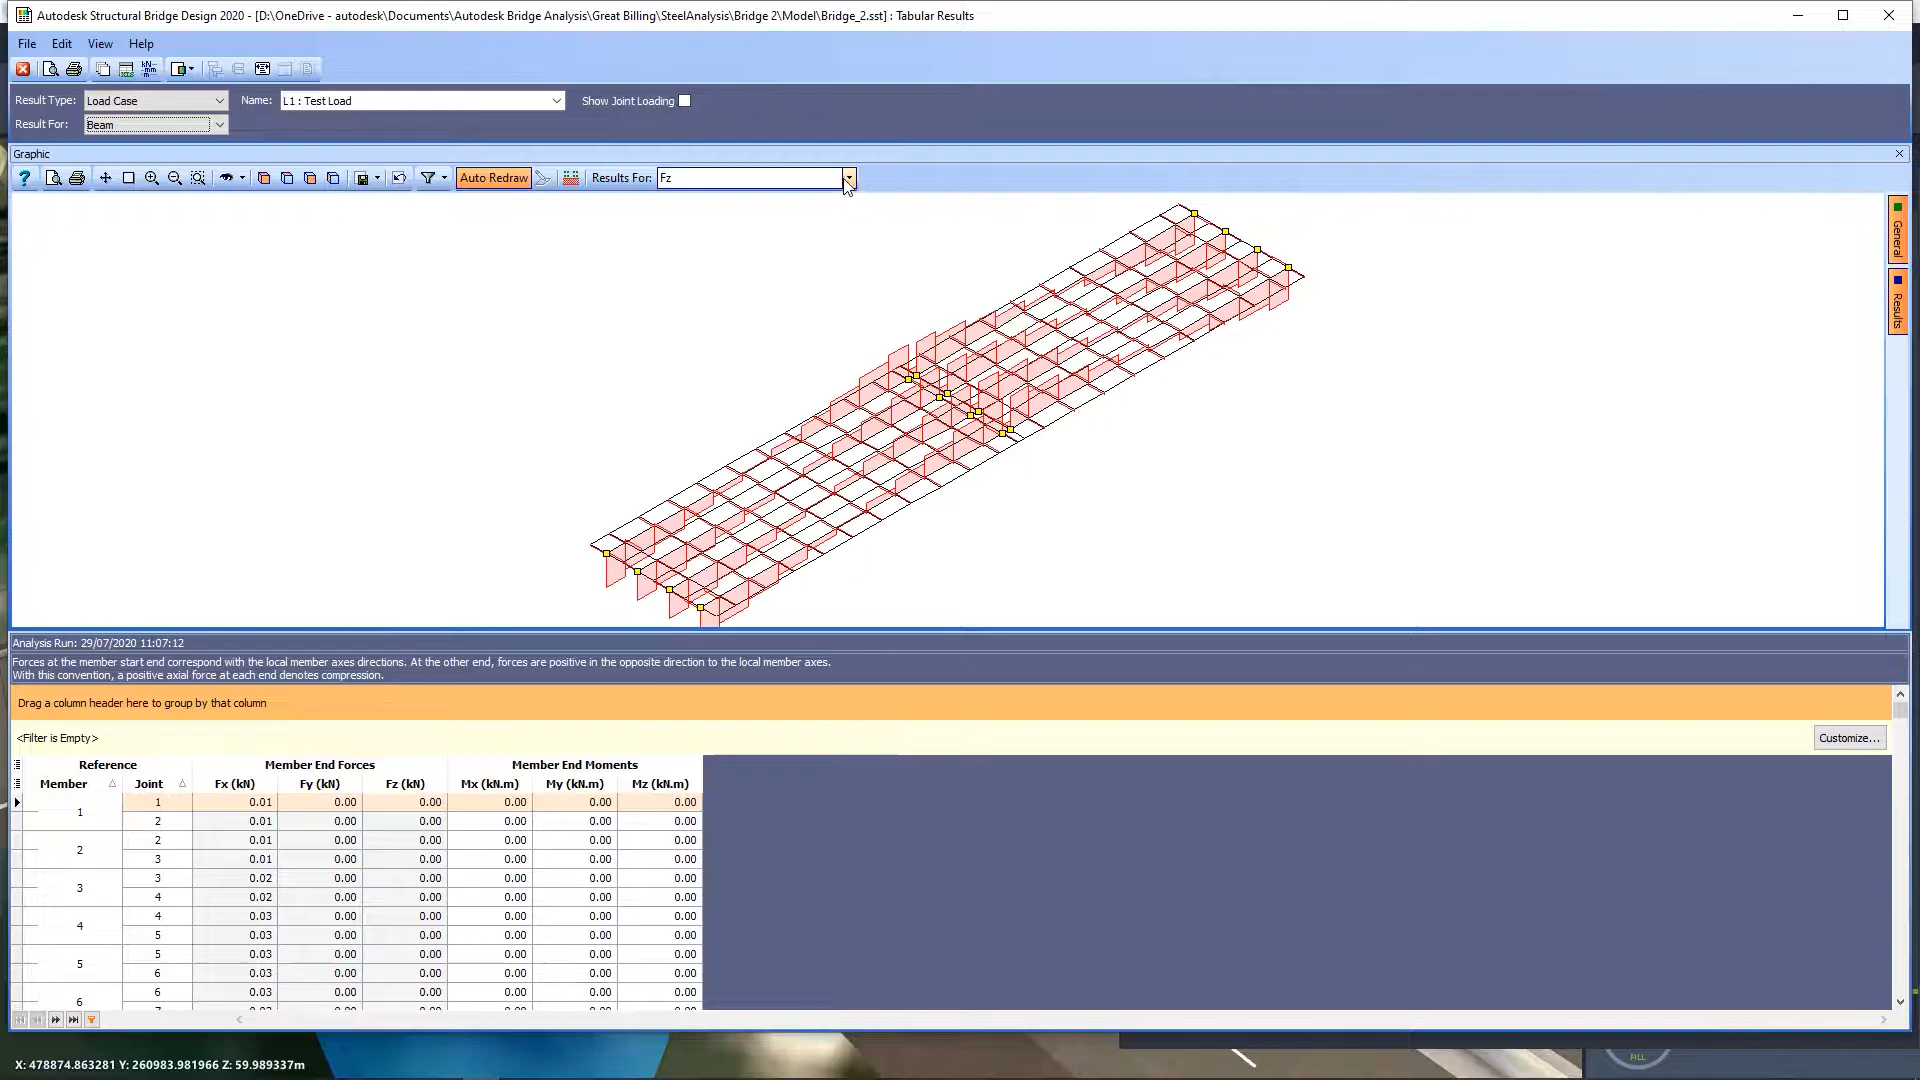 Autodesk Structural Bridge Design 2020 - [D:\OneDrive - autodesk\Documents\Autodesk Bridge Analysis\Great Billing\SteelAnalysis\Bridge 2\Model\Bridge_2.sst] : Tabular Results
File Edit View Help
Result Type: Load Case Name: L1 : Test Load Show Joint Loading
Result For: Beam
Graphic
Auto Redraw Results For: Fz
General
Results
Analysis Run: 29/07/2020 11:07:12
Forces at the member start end correspond with the local member axes directions. At the other end, forces are positive in the opposite direction to the local member axes.
With this convention, a positive axial force at each end denotes compression.
Drag a column header here to group by that column
<Filter is Empty> Customize...
Reference Member End Forces Member End Moments
Member Joint Fx (kN) Fy (kN) Fz (kN) Mx (kN.m) My (kN.m) Mz (kN.m)
1 1 0.01 0.00 0.00 0.00 0.00 0.00
2 0.01 0.00 0.00 0.00 0.00 0.00
2 2 0.01 0.00 0.00 0.00 0.00 0.00
3 0.01 0.00 0.00 0.00 0.00 0.00
3 3 0.02 0.00 0.00 0.00 0.00 0.00
4 0.02 0.00 0.00 0.00 0.00 0.00
4 4 0.03 0.00 0.00 0.00 0.00 0.00
5 0.03 0.00 0.00 0.00 0.00 0.00
5 5 0.03 0.00 0.00 0.00 0.00 0.00
6 0.03 0.00 0.00 0.00 0.00 0.00
6 6 0.03 0.00 0.00 0.00 0.00 0.00
X: 478874.863281 Y: 260983.981966 Z: 59.989337m
FILL